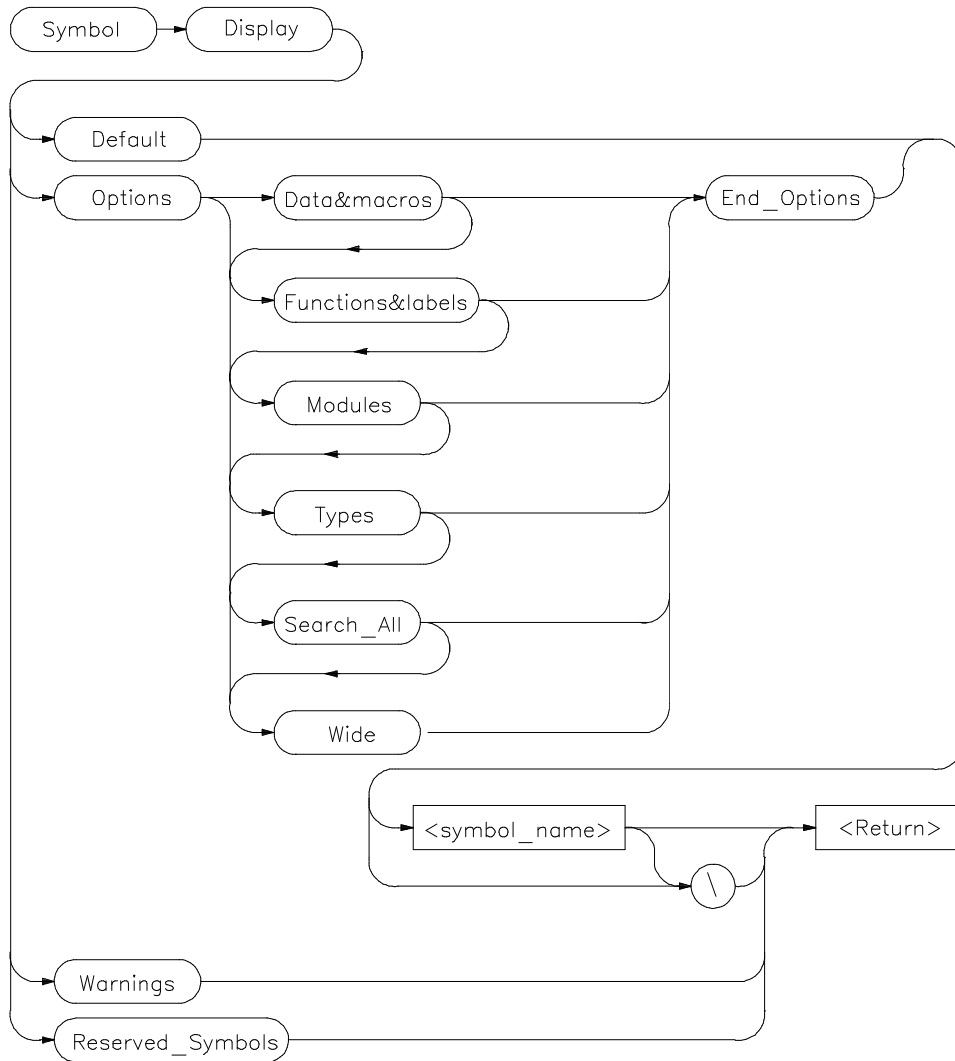 Symbol
Display
Default
Options
Data&macros
End_Options
Functions&labels
Modules
Types
Search_All
Wide
<symbol_name>
<Return>
\
Warnings
Reserved_Symbols